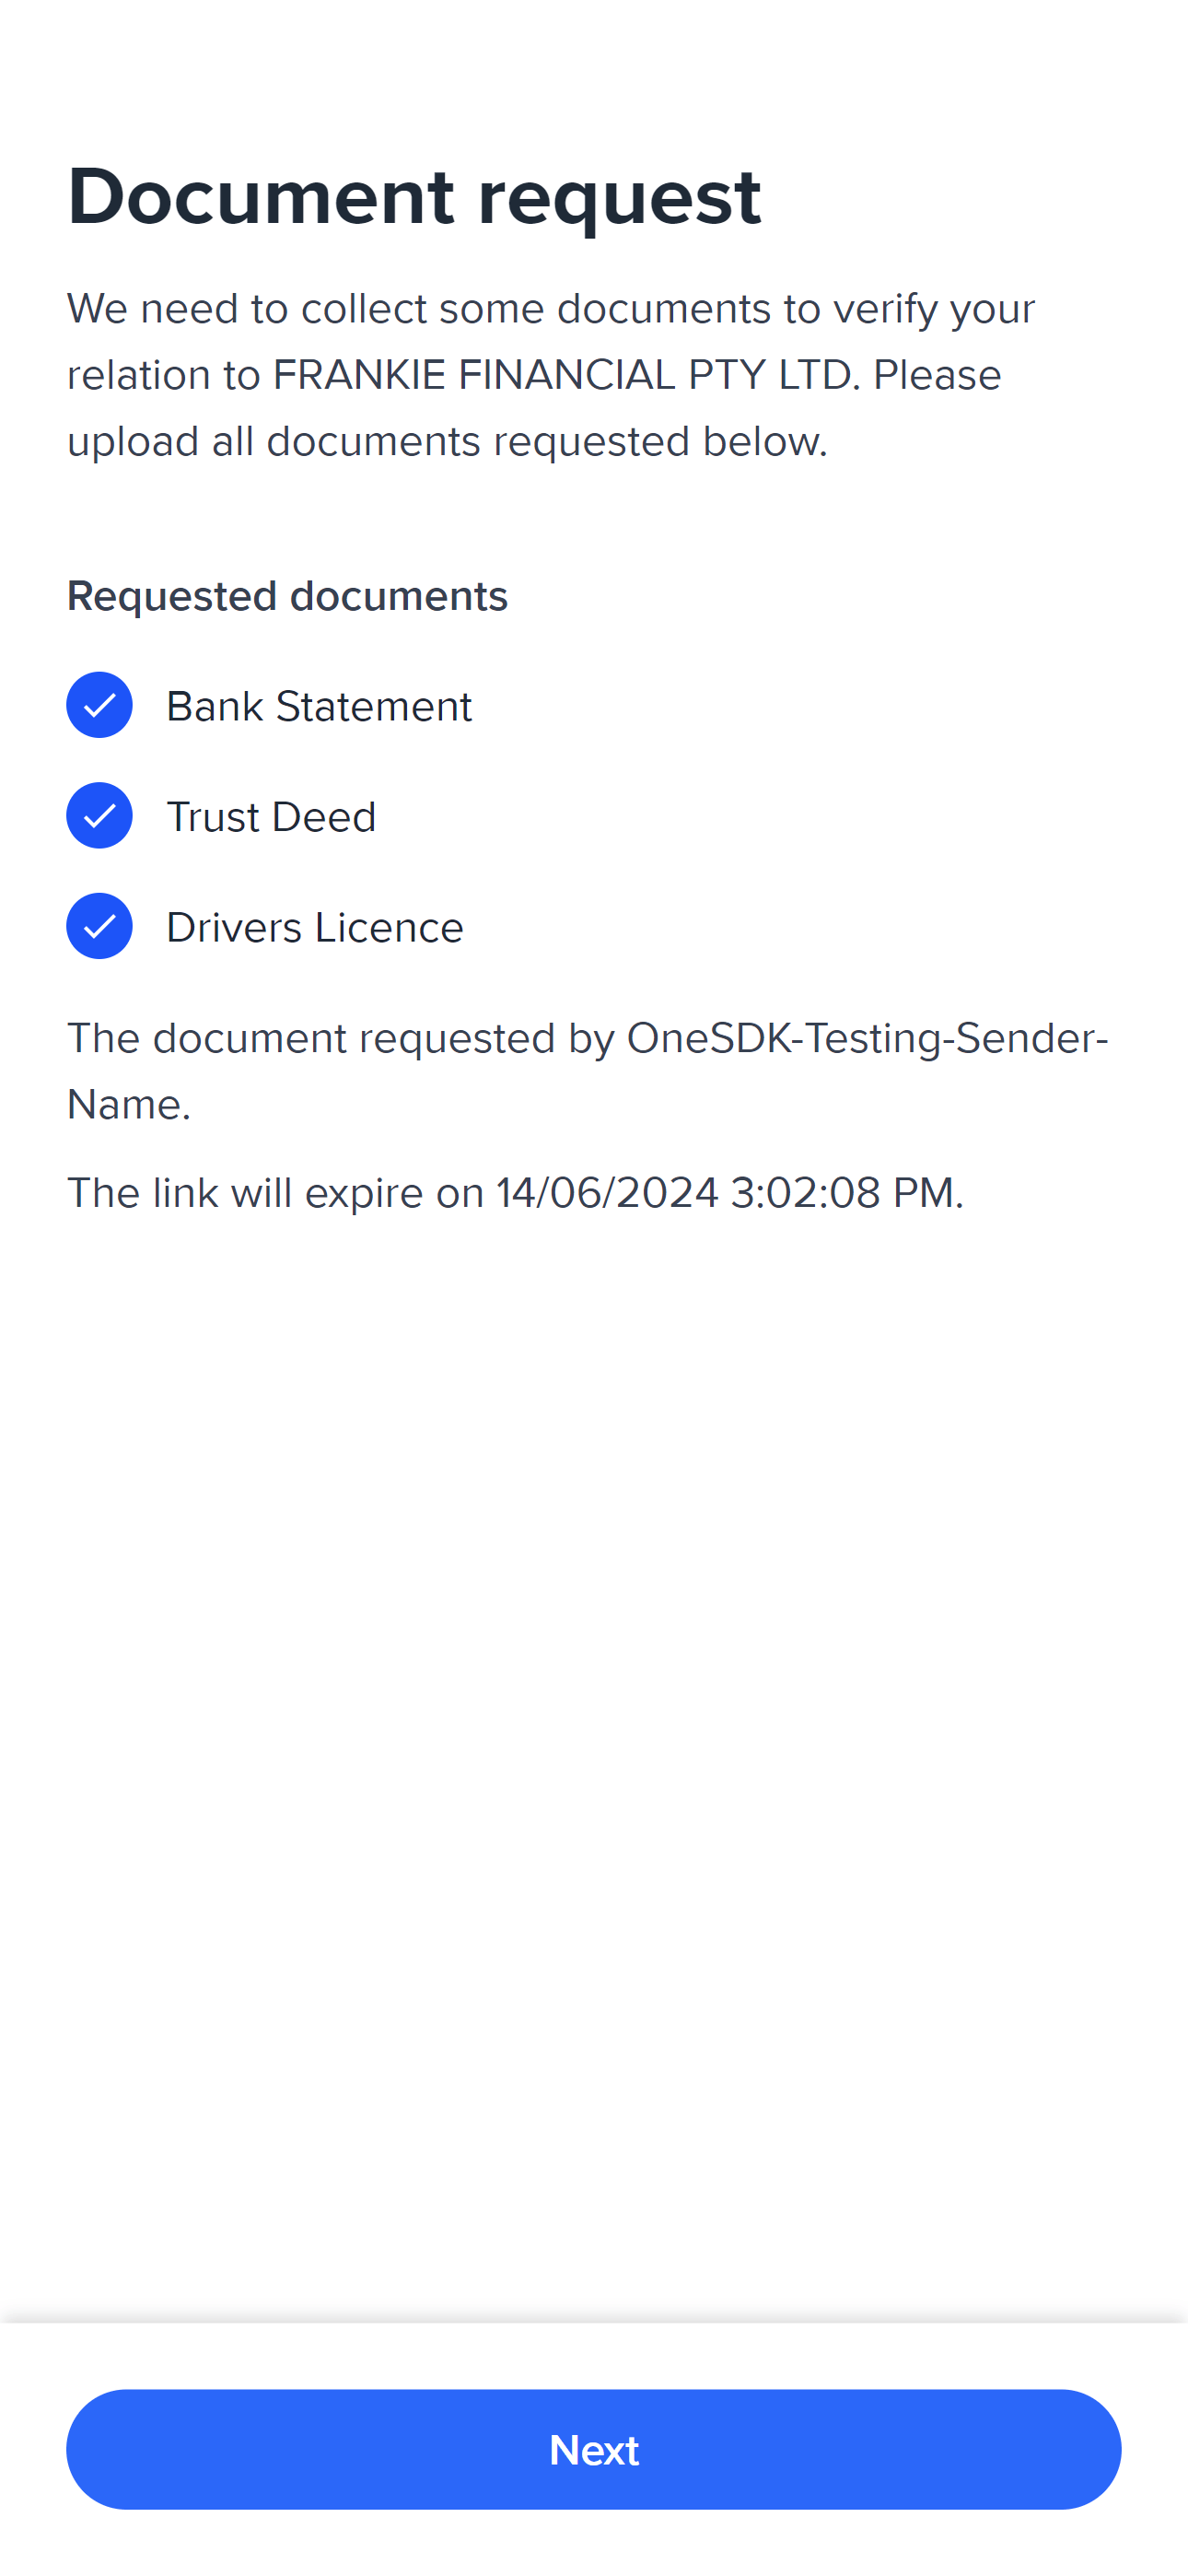 Document request
We need to collect some documents to verify your
relation to FRANKIE FINANCIAL PTY LTD. Please
upload all documents requested below.
Requested documents
Bank Statement
Trust Deed
Drivers Licence
The document requested by OneSDK-Testing-Sender-
Name.
The link will expire on 14/06/2024 3:02:08 PM.
Next